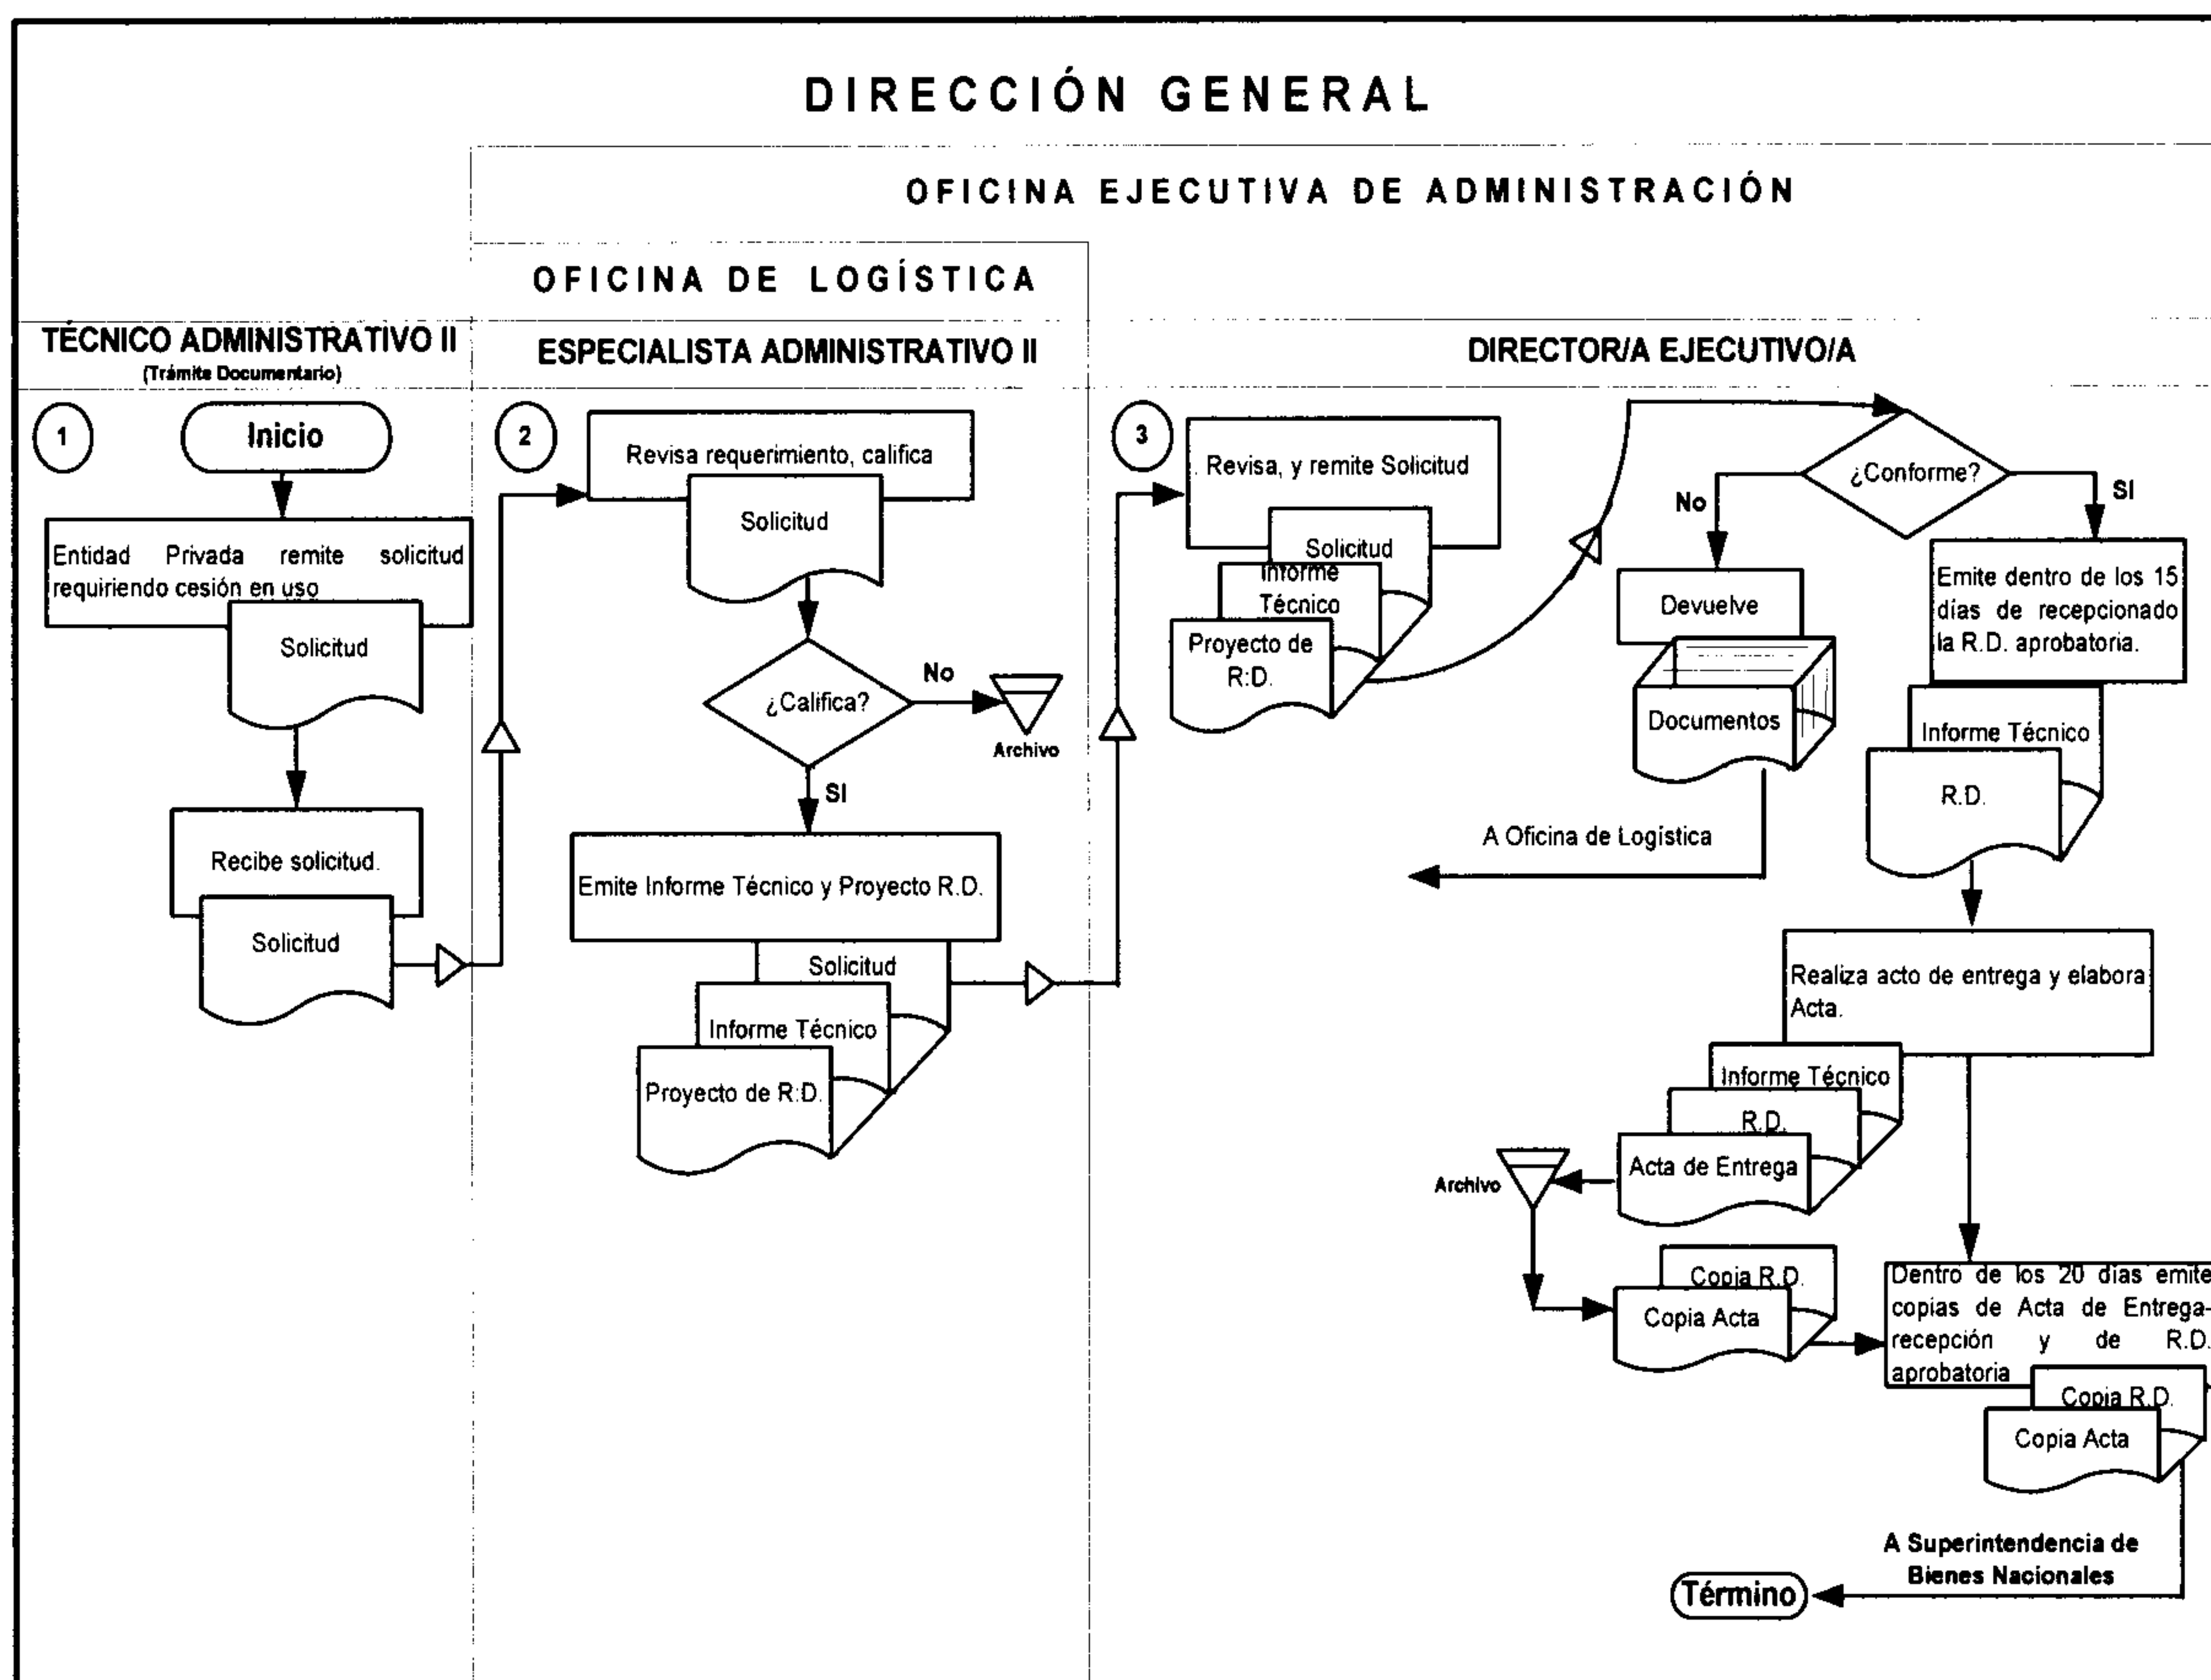 DIRECCIÓN GENERAL
OFICINA EJECUTIVA DE ADMINISTRACIÓN
OFICINA DE LOGÍSTICA
TÉCNICO ADMINISTRATIVO II
(Trámite Documentario)
ESPECIALISTA ADMINISTRATIVO II
DIRECTOR/A EJECUTIVO/A
1
Inicio
Entidad Privada remite solicitud
requiriendo cesión en uso
Solicitud
Recibe solicitud.
Solicitud
2
Revisa requerimiento, califica
Solicitud
¿Califica?
No
Archivo
SI
Emite Informe Técnico y Proyecto R.D.
Solicitud
Informe Técnico
Proyecto de R:D.
3
Revisa, y remite Solicitud
Solicitud
Informe
Técnico
Proyecto de
R:D.
¿Conforme?
No
SI
Devuelve
Documentos
A Oficina de Logística
Emite dentro de los 15
días de recepcionado
la R.D. aprobatoria.
Informe Técnico
R.D.
Realiza acto de entrega y elabora
Acta.
Informe Técnico
R.D.
Acta de Entrega
Archivo
Copia R.D.
Copia Acta
Dentro de los 20 días emite
copias de Acta de Entrega-
recepción y de R.D.
aprobatoria
Copia R.D.
Copia Acta
A Superintendencia de
Bienes Nacionales
Término